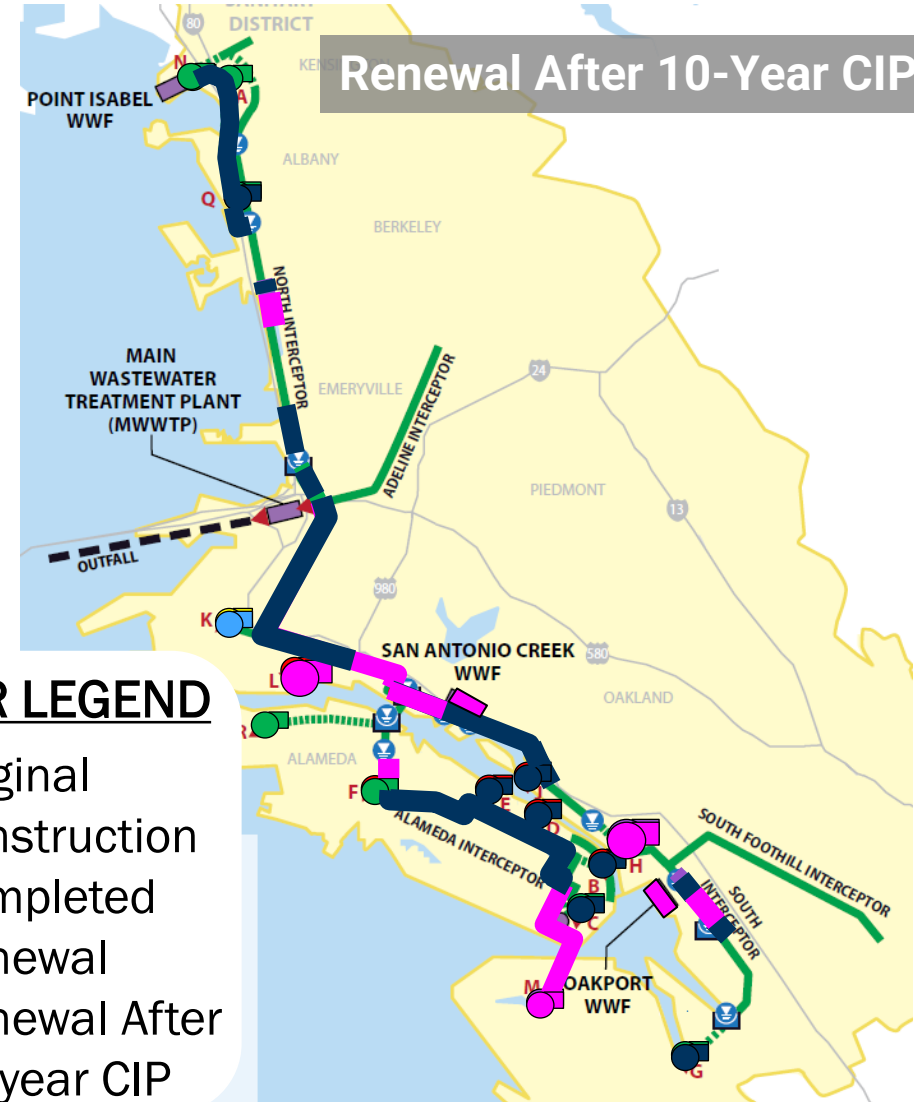 80
DISTRICT
Renewal After 10-Year CIP
N
POINT ISABEL
WWF
A
ALBANY
Q
BERKELEY
NORTH INTERCEPTOR
MAIN
WASTEWATER
TREATMENT PLANT
(MWWTP)
EMERYVILLE
24
ADELINE INTERCEPTOR
PIEDMONT
13
OUTFALL
980
K
SAN ANTONIO CREEK
WWF
580
L
OAKLAND
R LEGEND
R
ALAMEDA
ginal
nstruction
mpleted
newal
newal After
year CIP
F
E
J
D
ALAMEDA INTERCEPTOR
H
B
C
SOUTH FOOTHILL INTERCEPTOR
SOUTH
INTERCEPTOR
M
OAKPORT
WWF
G